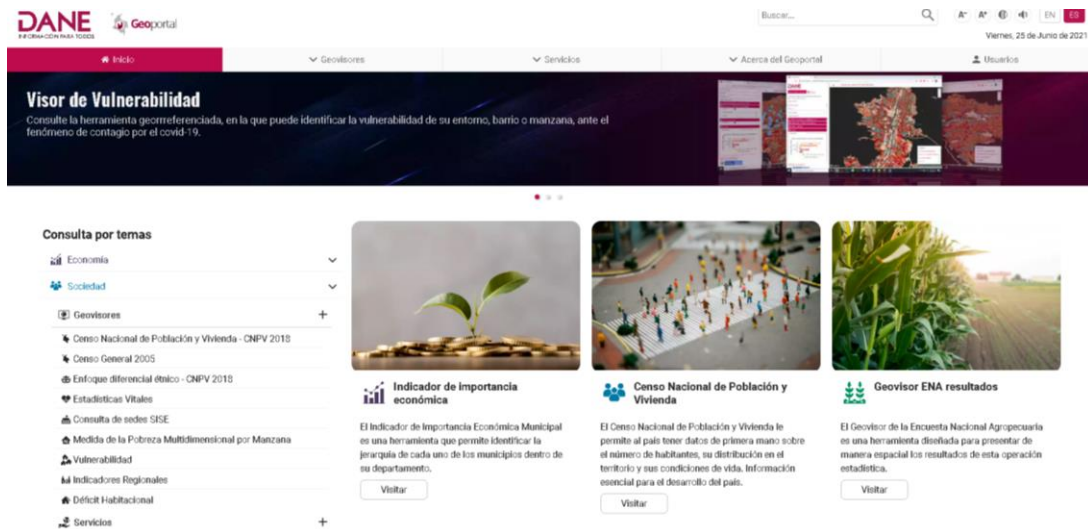 DANE
INFORMACIÓN PARA TODOS
Geoportal
Buscar...
A- A+ EN ES
Viernes, 25 de Junio de 2021
Inicio
Geovisores
Servicios
Acerca del Geoportal
Usuarios
Visor de Vulnerabilidad
Consulte la herramienta georreferenciada, en la que puede identificar la vulnerabilidad de su entorno, barrio o manzana, ante el
fenómeno de contagio por el covid-19.
Consulta por temas
Economía
Sociedad
Geovisores +
Censo Nacional de Población y Vivienda - CNPV 2018
Censo General 2005
Enfoque diferencial étnico - CNPV 2018
Estadísticas Vitales
Consulta de sedes SISE
Medida de la Pobreza Multidimensional por Manzana
Vulnerabilidad
Indicadores Regionales
Déficit Habitacional
Servicios +
Indicador de importancia
económica
El Indicador de Importancia Económica Municipal
es una herramienta que permite identificar la
jerarquía de cada uno de los municipios dentro de
su departamento.
Visitar
Censo Nacional de Población y
Vivienda
El Censo Nacional de Población y Vivienda le
permite al país tener datos de primera mano sobre
el número de habitantes, su distribución en el
territorio y sus condiciones de vida. Información
esencial para el desarrollo del país.
Visitar
Geovisor ENA resultados
El Geovisor de la Encuesta Nacional Agropecuaria
es una herramienta diseñada para presentar de
manera espacial los resultados de esta operación
estadística.
Visitar